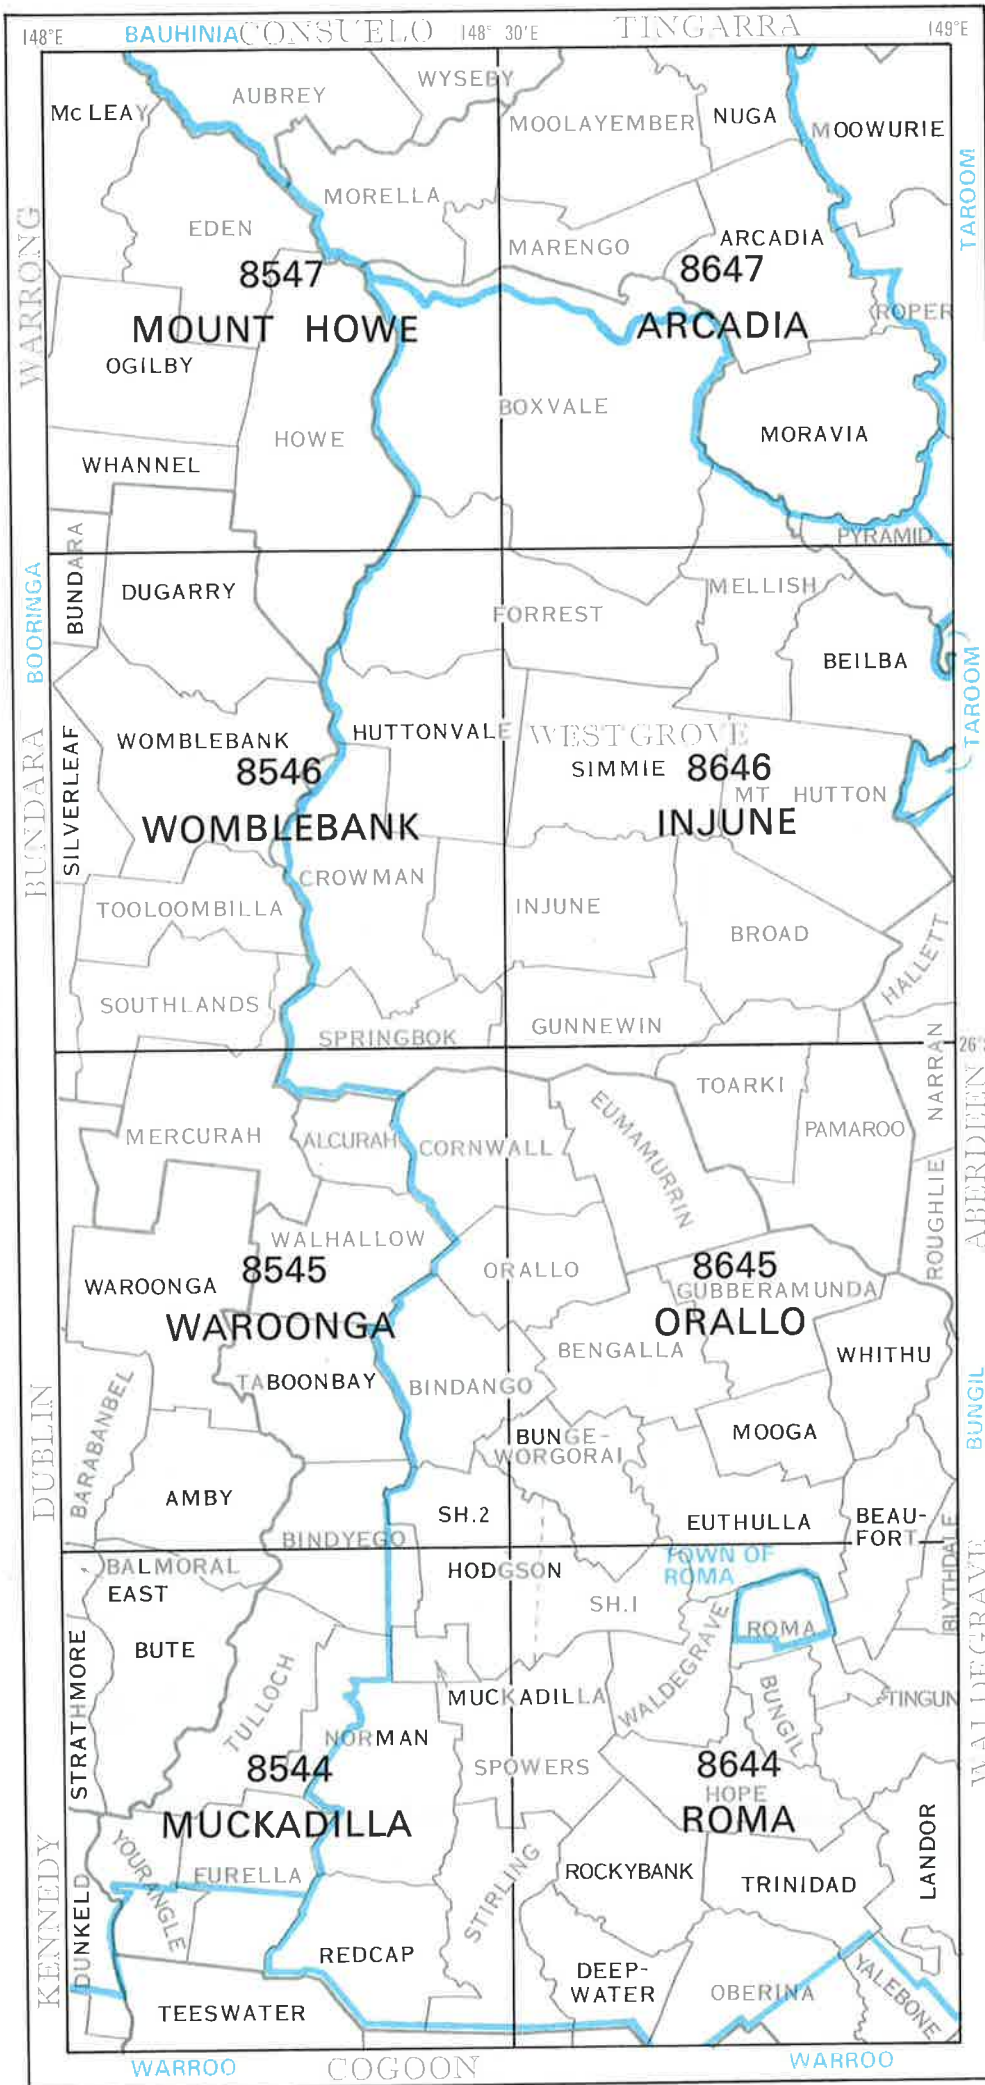 148°E
BAUHINIA
CONSUELO
148° 30'E
TINGARRA
149°E
McLEAY
AUBREY
WYSEBY
MOOLAYEMBER
NUGA
MOOWURIE
TAROOM
MORELLA
EDEN
MARENGO
ARCADIA
WARRONG
8547
8647
MOUNT HOWE
ARCADIA
ROPER
OGILBY
BOXVALE
HOWE
MORAVIA
WHANNEL
PYRAMID
BUNDARA
BOORINGA
DUGARRY
MELLISH
FORREST
BEILBA
(TAROOM)
HUTTONVALE
WESTGROVE
WOMBLEBANK
SIMMIE
8546
8646
MT HUTTON
BUNDARA
SILVERLEAF
WOMBLEBANK
INJUNE
CROWMAN
TOOLOOMBILLA
INJUNE
BROAD
HALLETT
SOUTHLANDS
SPRINGBOK
GUNNEWIN
NARRAN
TOARKI
ABERDEEN
MERCURAH
ALCURAH
CORNWALL
EUMAMURRIN
PAMAROO
ROUGHLIE
WALHALLOW
WAROONGA
8545
ORALLO
8645
GUBBERAMUNDA
WAROONGA
ORALLO
BENGALLA
WHITHU
BUNGIL
TABOONBAY
BINDANGO
BARABANBEL
DUBLIN
BUNGE-
WORGORAI
MOOGA
AMBY
SH.2
EUTHULLA
BEAU-
FORT
BINDYEGO
BLYTHDALE
BALMORAL
EAST
HODGSON
TOWN OF
ROMA
SH.1
ROMA
WALDEGRAVE
BUTE
STRATHMORE
TULLOCH
MUCKADILLA
WALDEGRAVE
BUNGIL
TINGUN
NORMAN
8544
SPOWERS
8644
HOPE
MUCKADILLA
ROMA
LANDOR
YOURANGLE
FURELLA
STIRLING
ROCKYBANK
TRINIDAD
KENNEDY
DUNKELD
REDCAP
DEEP-
WATER
OBERINA
YALEBONE
TEESWATER
WARROO
COGOON
WARROO